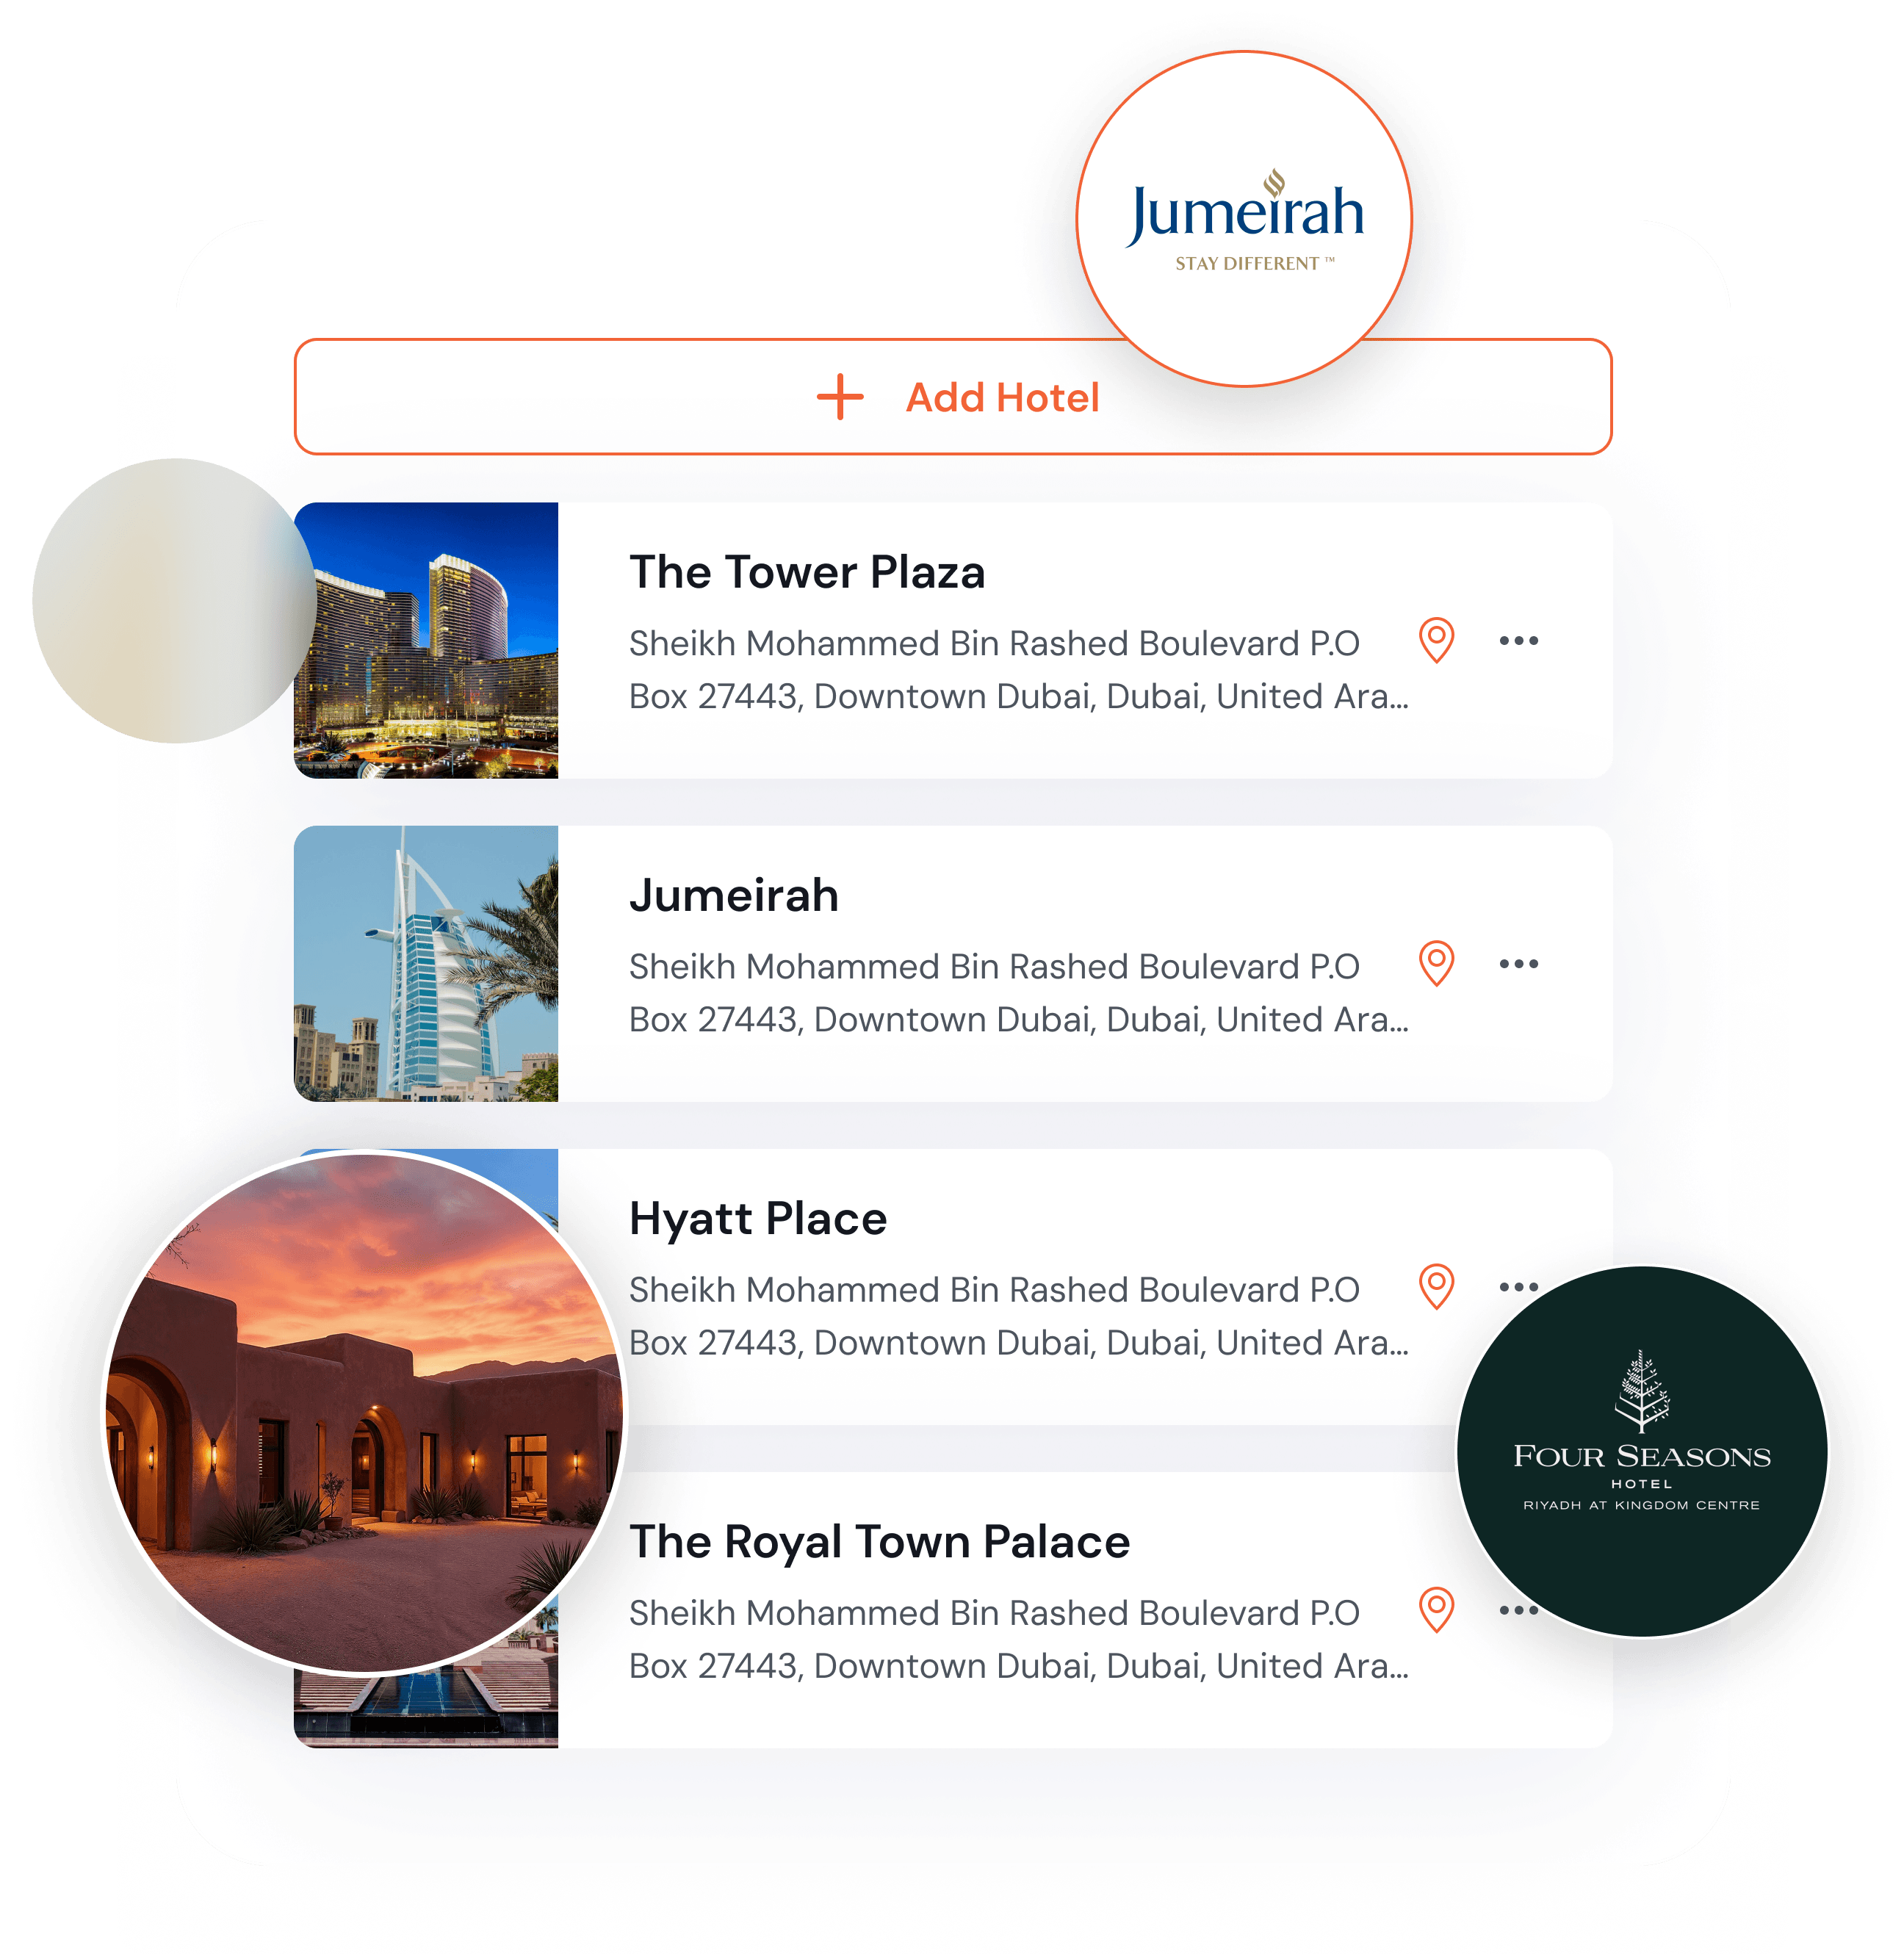 Jumeirah
STAY DIFFERENT ™
Add Hotel
The Tower Plaza
Sheikh Mohammed Bin Rashed Boulevard P.O
Box 27443, Downtown Dubai, Dubai, United Ara...
Jumeirah
Sheikh Mohammed Bin Rashed Boulevard P.O
Box 27443, Downtown Dubai, Dubai, United Ara...
Hyatt Place
Sheikh Mohammed Bin Rashed Boulevard P.O
Box 27443, Downtown Dubai, Dubai, United Ara...
FOUR SEASONS
HOTEL
RIYADH AT KINGDOM CENTRE
The Royal Town Palace
Sheikh Mohammed Bin Rashed Boulevard P.O
Box 27443, Downtown Dubai, Dubai, United Ara...